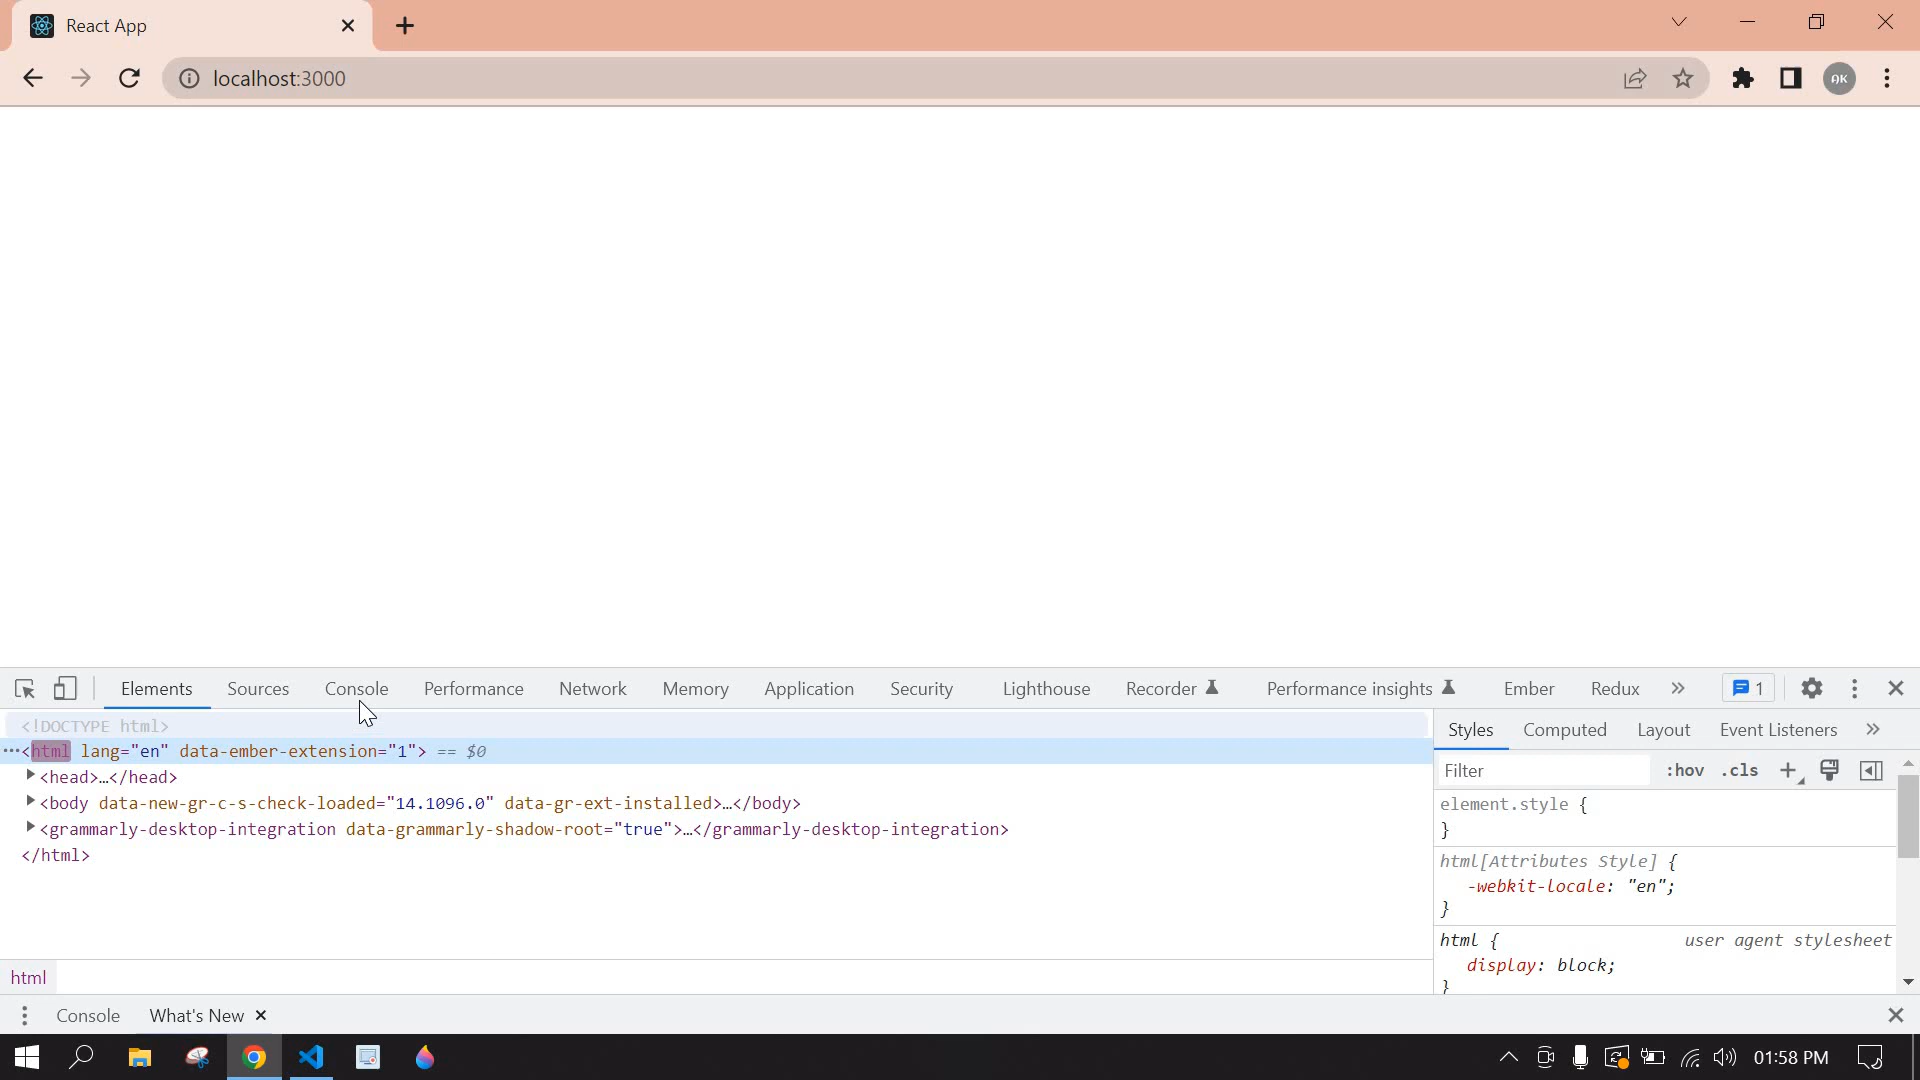 React App
localhost:3000
AK
Elements Sources Console Performance Network Memory Application Security Lighthouse Recorder Performance insights Ember Redux » 1
<!DOCTYPE html>
…<html lang="en" data-ember-extension="1"> == $0
<head>…</head>
<body data-new-gr-c-s-check-loaded="14.1096.0" data-gr-ext-installed>…</body>
<grammarly-desktop-integration data-grammarly-shadow-root="true">…</grammarly-desktop-integration>
</html>
html
Styles Computed Layout Event Listeners »
Filter :hov .cls +
element.style {
}
html[Attributes Style] {
-webkit-locale: "en";
}
html { user agent stylesheet
display: block;
}
Console What's New
01:58 PM